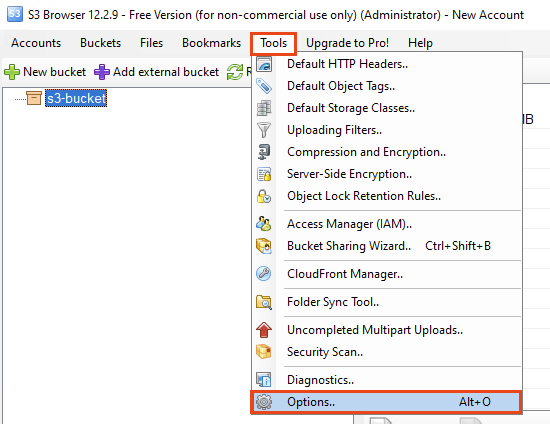 S3 Browser 12.2.9 - Free Version (for non-commercial use only) (Administrator) - New Account
Accounts Buckets Files Bookmarks Tools Upgrade to Pro! Help
New bucket Add external bucket
s3-bucket
Default HTTP Headers..
Default Object Tags..
Default Storage Classes..
MB
Uploading Filters..
Compression and Encryption..
Server-Side Encryption..
Object Lock Retention Rules..
Access Manager (IAM)..
Bucket Sharing Wizard.. Ctrl+Shift+B
CloudFront Manager..
Folder Sync Tool..
Uncompleted Multipart Uploads..
Security Scan..
Diagnostics..
Options.. Alt+O